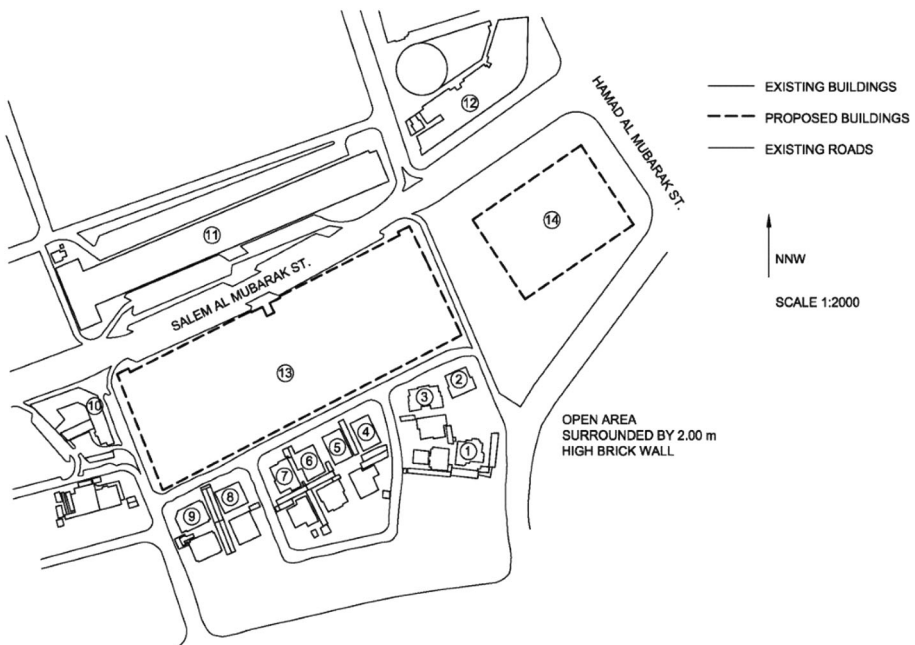 EXISTING BUILDINGS
PROPOSED BUILDINGS
EXISTING ROADS
HAMAD AL MUBARAK ST.
12
14
11
NNW
SCALE 1:2000
SALEM AL MUBARAK ST.
13
10
3
2
OPEN AREA
SURROUNDED BY 2.00 m
HIGH BRICK WALL
1
4
5
6
7
8
9